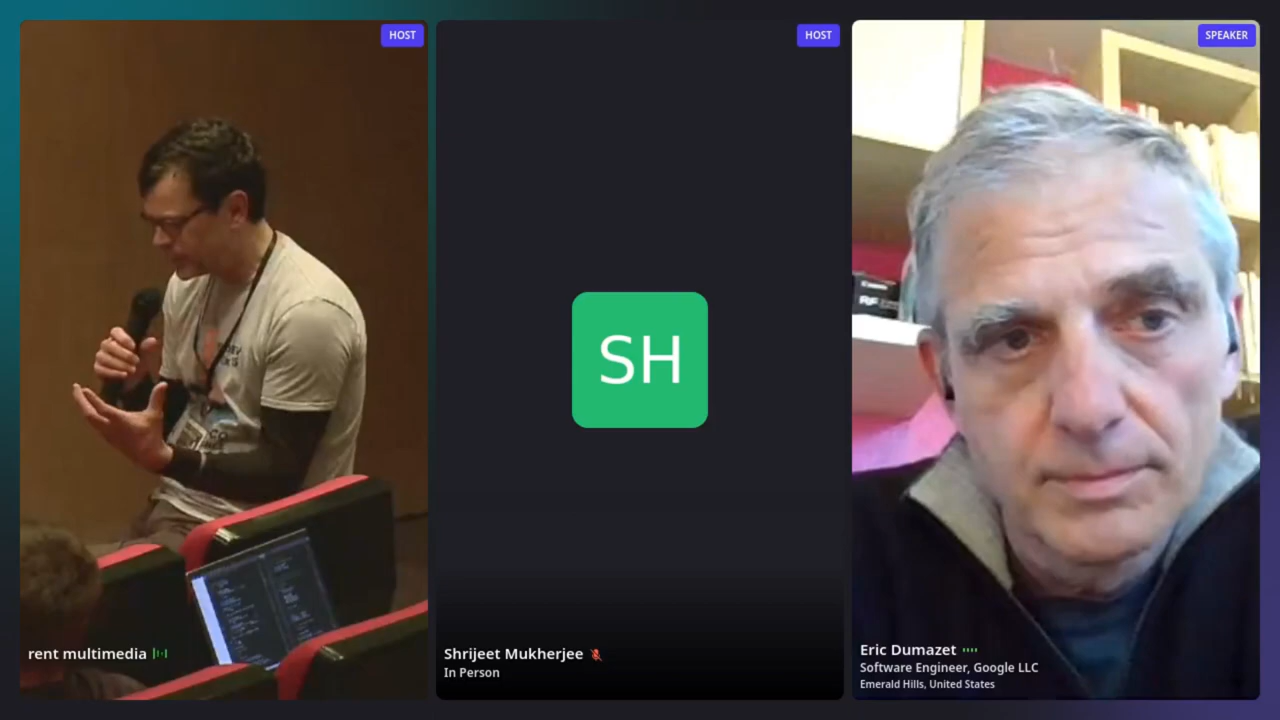 HOST
rent multimedia
HOST
SH
Shrijeet Mukherjee
In Person
SPEAKER
RF
Eric Dumazet
Software Engineer, Google LLC
Emerald Hills, United States